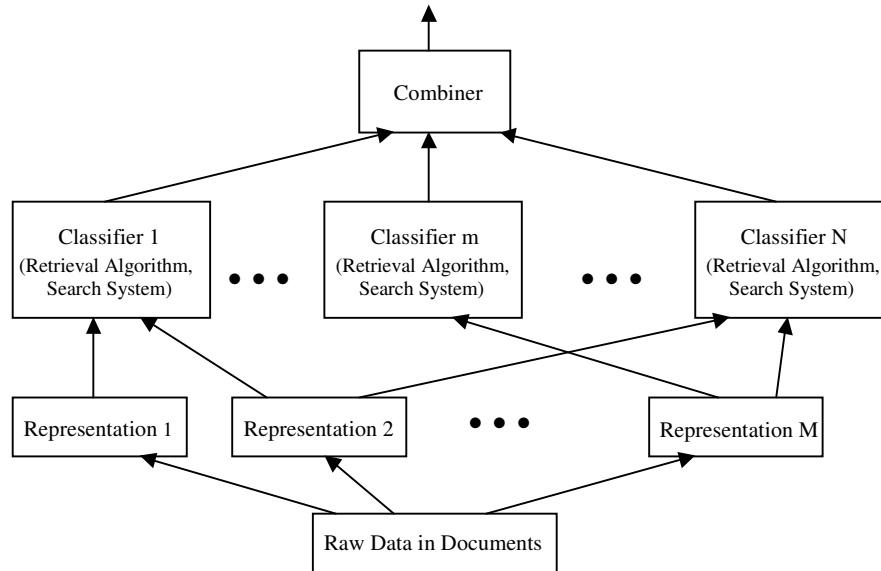 Combiner
Classifier 1
(Retrieval Algorithm,
Search System)
Classifier m
(Retrieval Algorithm,
Search System)
Classifier N
(Retrieval Algorithm,
Search System)
Representation 1
Representation 2
Representation M
Raw Data in Documents